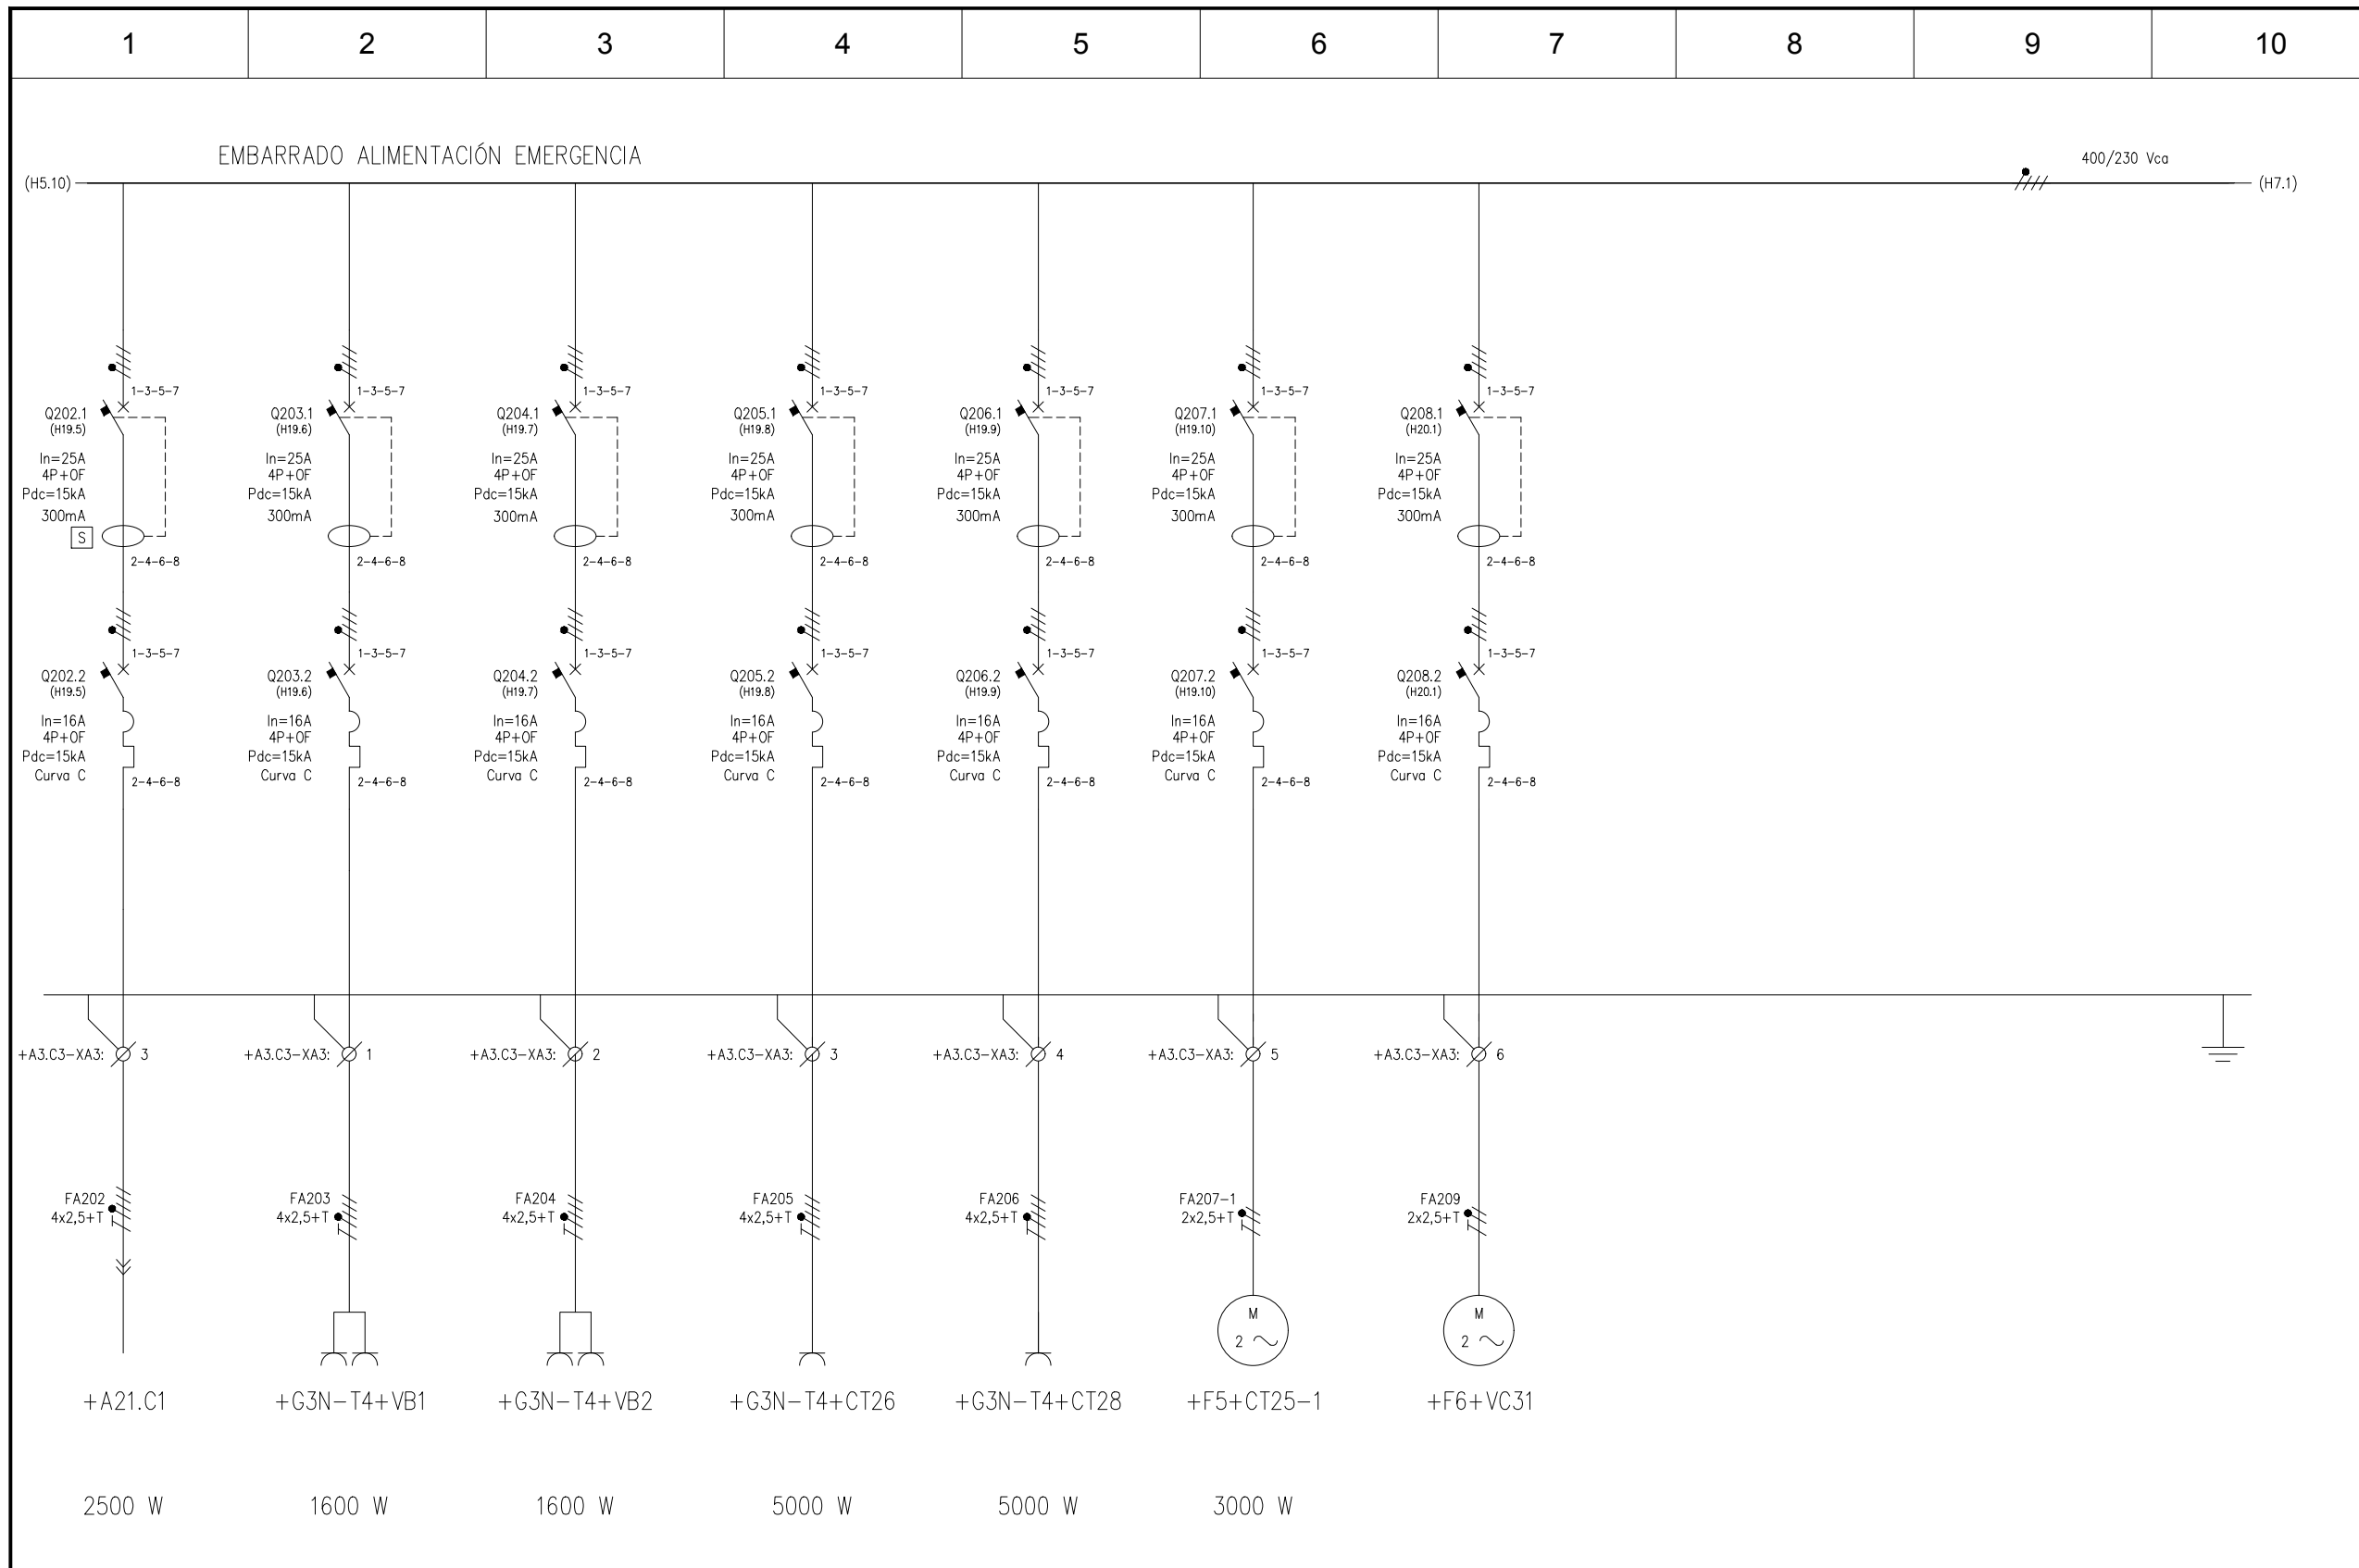 1 2 3 4 5 6 7 8 9 10
EMBARRADO ALIMENTACIÓN EMERGENCIA
400/230 Vca
(H5.10)
(H7.1)
1-3-5-7 1-3-5-7 1-3-5-7 1-3-5-7 1-3-5-7 1-3-5-7 1-3-5-7
Q202.1 Q203.1 Q204.1 Q205.1 Q206.1 Q207.1 Q208.1
(H19.5) (H19.6) (H19.7) (H19.8) (H19.9) (H19.10) (H20.1)
In=25A In=25A In=25A In=25A In=25A In=25A In=25A
4P+OF 4P+OF 4P+OF 4P+OF 4P+OF 4P+OF 4P+OF
Pdc=15kA Pdc=15kA Pdc=15kA Pdc=15kA Pdc=15kA Pdc=15kA Pdc=15kA
300mA 300mA 300mA 300mA 300mA 300mA 300mA
S
2-4-6-8 2-4-6-8 2-4-6-8 2-4-6-8 2-4-6-8 2-4-6-8 2-4-6-8
1-3-5-7 1-3-5-7 1-3-5-7 1-3-5-7 1-3-5-7 1-3-5-7 1-3-5-7
Q202.2 Q203.2 Q204.2 Q205.2 Q206.2 Q207.2 Q208.2
(H19.5) (H19.6) (H19.7) (H19.8) (H19.9) (H19.10) (H20.1)
In=16A In=16A In=16A In=16A In=16A In=16A In=16A
4P+OF 4P+OF 4P+OF 4P+OF 4P+OF 4P+OF 4P+OF
Pdc=15kA Pdc=15kA Pdc=15kA Pdc=15kA Pdc=15kA Pdc=15kA Pdc=15kA
Curva C Curva C Curva C Curva C Curva C Curva C Curva C
2-4-6-8 2-4-6-8 2-4-6-8 2-4-6-8 2-4-6-8 2-4-6-8 2-4-6-8
+A3.C3-XA3: 3 +A3.C3-XA3: 1 +A3.C3-XA3: 2 +A3.C3-XA3: 3 +A3.C3-XA3: 4 +A3.C3-XA3: 5 +A3.C3-XA3: 6
FA202 FA203 FA204 FA205 FA206 FA207-1 FA209
4x2,5+T 4x2,5+T 4x2,5+T 4x2,5+T 4x2,5+T 2x2,5+T 2x2,5+T
M M
2 2
+A21.C1 +G3N-T4+VB1 +G3N-T4+VB2 +G3N-T4+CT26 +G3N-T4+CT28 +F5+CT25-1 +F6+VC31
2500 W 1600 W 1600 W 5000 W 5000 W 3000 W